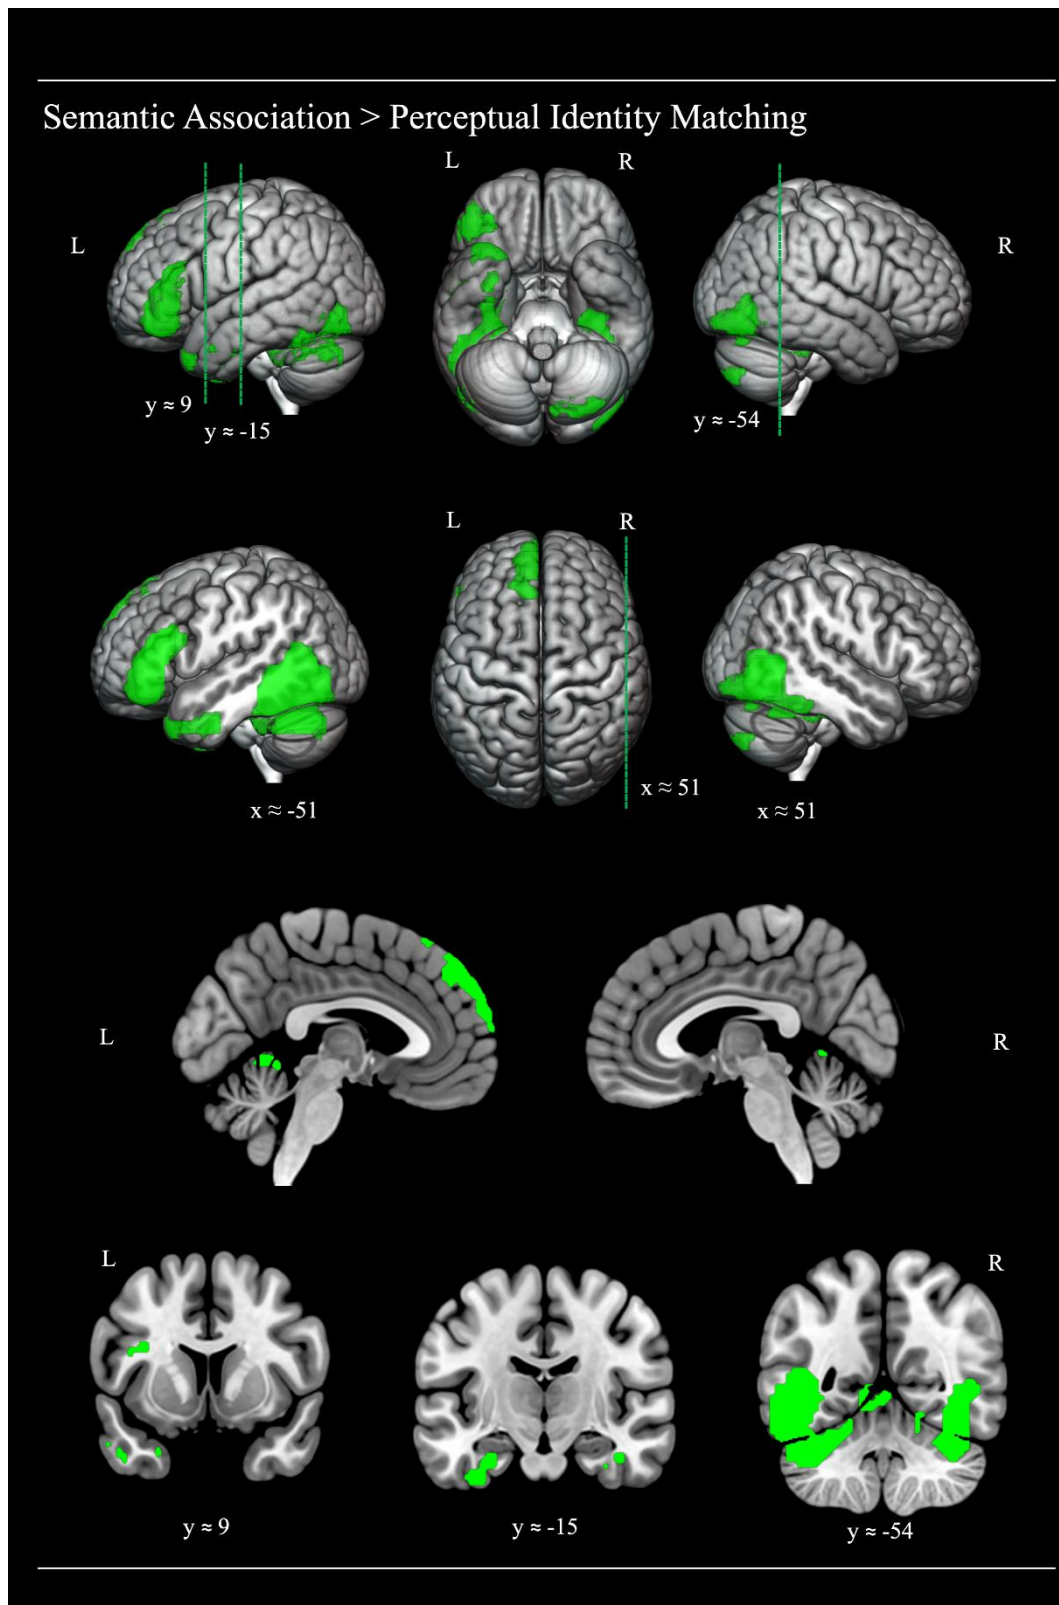 Semantic Association > Perceptual Identity Matching
L R
L R
y ≈ 9 y ≈ -15 y ≈ -54
L R
x ≈ -51 x ≈ 51 x ≈ 51
L R
L R
y ≈ 9 y ≈ -15 y ≈ -54